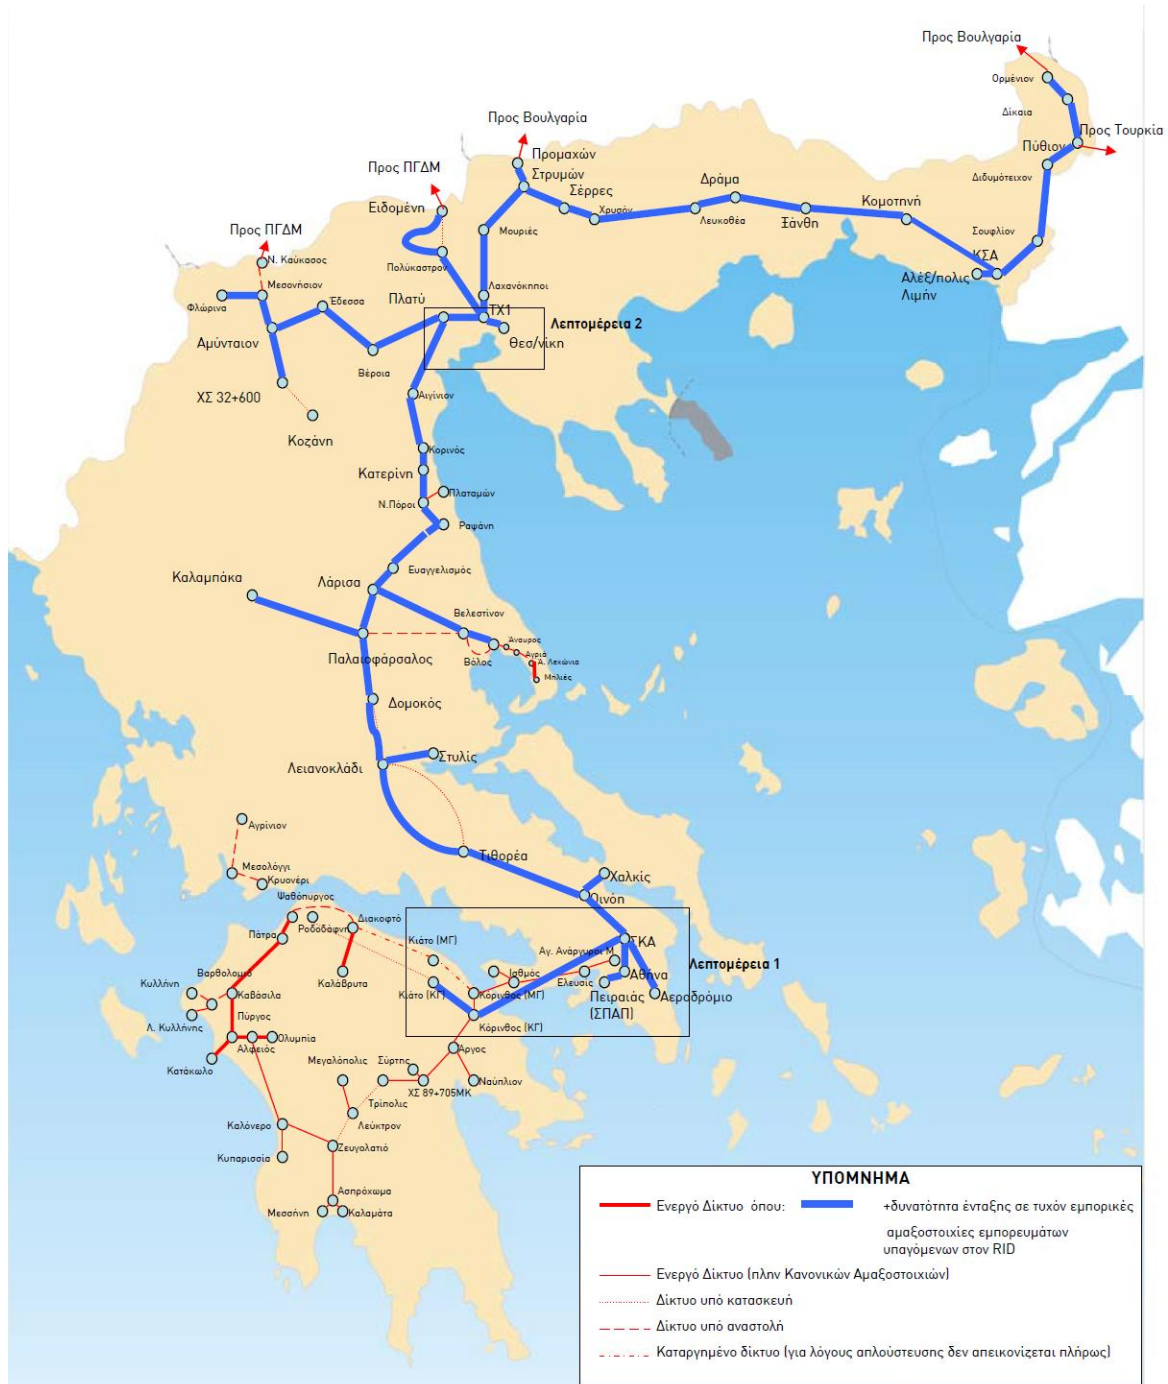 Προς Βουλγαρία
Ορμένιον
Δίκαια
Προς Βουλγαρία
Προς Τουρκία
Πύθιον
Προμαχών
Προς ΠΓΔΜ
Στρυμών
Διδυμότειχον
Δράμα
Σέρρες
Κομοτηνή
Ειδομένη
Χρυσόν
Λευκοθέα
Ξάνθη
Προς ΠΓΔΜ
Μουριές
Σουφλίον
Ν. Καύκασος
Πολύκαστρον
ΚΣΑ
Αλέξ/πολις
Λιμήν
Μεσονήσιον
Λαχανόκηποι
Φλώρινα
Έδεσσα
Πλατύ
ΤΧ1
Λεπτομέρεια 2
Αμύνταιον
Θεσ/νίκη
Βέροια
ΧΣ 32+600
Αιγίνιον
Κοζάνη
Κορινός
Κατερίνη
Πλαταμών
Ν.Πόροι
Ραψάνη
Ευαγγελισμός
Καλαμπάκα
Λάρισα
Βελεστίνον
Άναυρος
Παλαιοφάρσαλος
Βόλος
Αγριά
Ά. Λεχώνια
Μηλιές
Δομοκός
Στυλίς
Λειανοκλάδι
Αγρίνιον
Τιθορέα
Μεσολόγγι
Χαλκίς
Κρυονέρι
Οινόη
Ψαθόπυργος
Ροδοδάφνη
Διακοφτό
Πάτρα
Κιάτο (ΜΓ)
ΣΚΑ
Αγ. Ανάργυροι Μ
Λεπτομέρεια 1
Βαρθολομιό
Κυλλήνη
Καλάβρυτα
Ισθμός
Αθήνα
Κιάτο (ΚΓ)
Ελευσίς
Καβάσιλα
Κόρινθος (ΜΓ)
Πειραιάς
(ΣΠΑΠ)
Αεροδρόμιο
Λ. Κυλλήνης
Πύργος
Κόρινθος (ΚΓ)
Ολυμπία
Αλφειός
Κατάκωλο
Άργος
Μεγαλόπολις
Σύρτης
Ναύπλιον
ΧΣ 89+705ΜΚ
Τρίπολις
Λεύκτρον
Καλόνερο
Ζευγολατιό
Κυπαρισσία
Ασπρόχωμα
Μεσσήνη
Καλαμάτα
ΥΠΟΜΝΗΜΑ
Ενεργό Δίκτυο όπου: +δυνατότητα ένταξης σε τυχόν εμπορικές
αμαξοστοιχίες εμπορευμάτων
υπαγόμενων στον RID
Ενεργό Δίκτυο (πλην Κανονικών Αμαξοστοιχιών)
Δίκτυο υπό κατασκευή
Δίκτυο υπό αναστολή
Καταργημένο δίκτυο (για λόγους απλούστευσης δεν απεικονίζεται πλήρως)